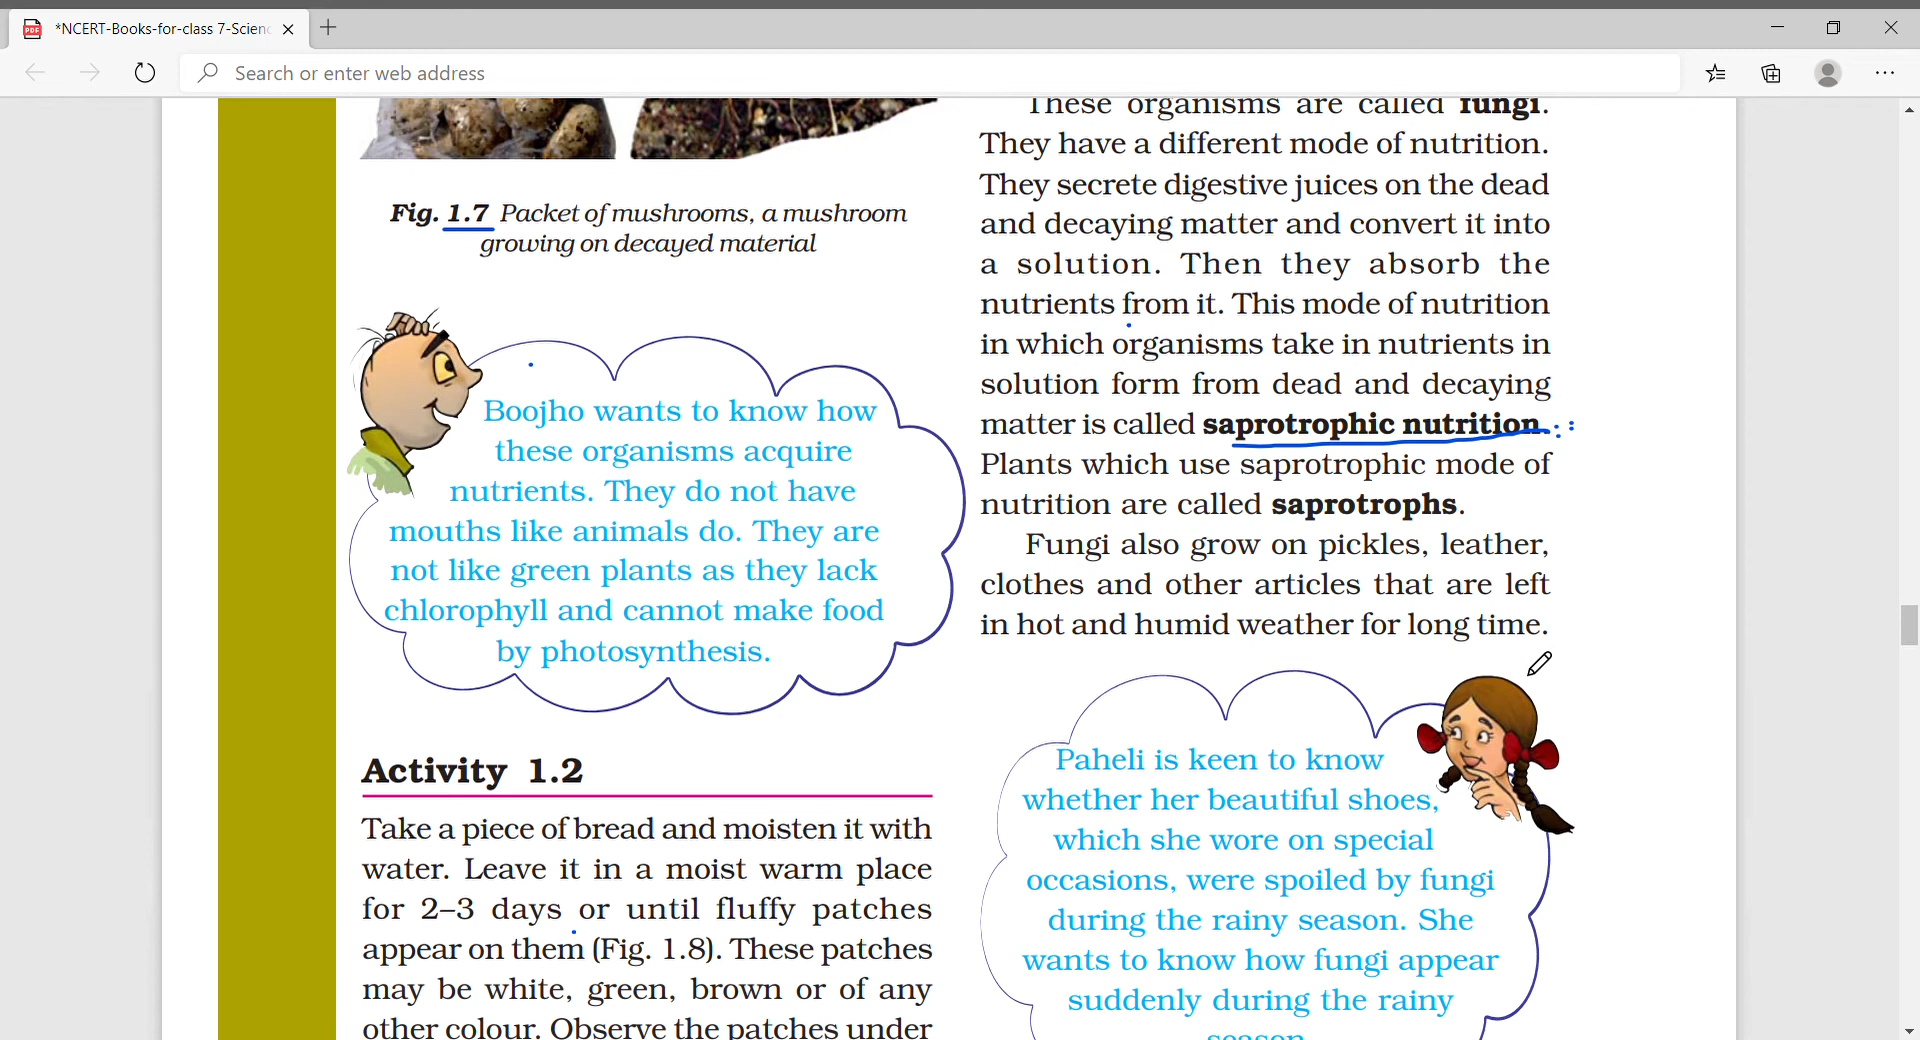 *NCERT-Books-for-class 7-Scienc
Search or enter web address
Fig. 1.7 Packet of mushrooms, a mushroom
growing on decayed material
Boojho wants to know how
these organisms acquire
nutrients. They do not have
mouths like animals do. They are
not like green plants as they lack
chlorophyll and cannot make food
by photosynthesis.
Activity 1.2
Take a piece of bread and moisten it with
water. Leave it in a moist warm place
for 2–3 days or until fluffy patches
appear on them (Fig. 1.8). These patches
may be white, green, brown or of any
other colour. Observe the patches under
These organisms are called fungi.
They have a different mode of nutrition.
They secrete digestive juices on the dead
and decaying matter and convert it into
a solution. Then they absorb the
nutrients from it. This mode of nutrition
in which organisms take in nutrients in
solution form from dead and decaying
matter is called saprotrophic nutrition.
Plants which use saprotrophic mode of
nutrition are called saprotrophs.
Fungi also grow on pickles, leather,
clothes and other articles that are left
in hot and humid weather for long time.
Paheli is keen to know
whether her beautiful shoes,
which she wore on special
occasions, were spoiled by fungi
during the rainy season. She
wants to know how fungi appear
suddenly during the rainy
season